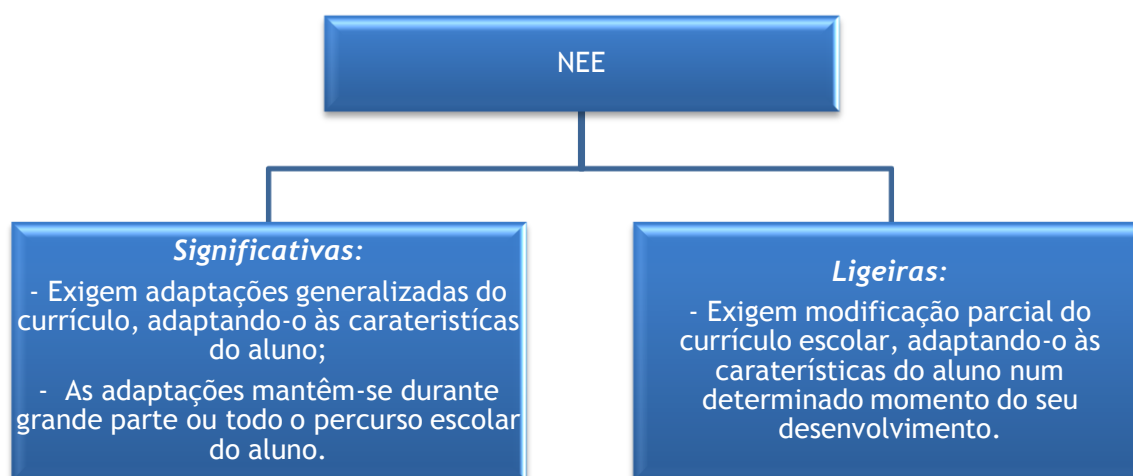 NEE
Significativas:
- Exigem adaptações generalizadas do
currículo, adaptando-o às carateristícas
do aluno;
- As adaptações mantêm-se durante
grande parte ou todo o percurso escolar
do aluno.
Ligeiras:
- Exigem modificação parcial do
currículo escolar, adaptando-o às
caraterísticas do aluno num
determinado momento do seu
desenvolvimento.